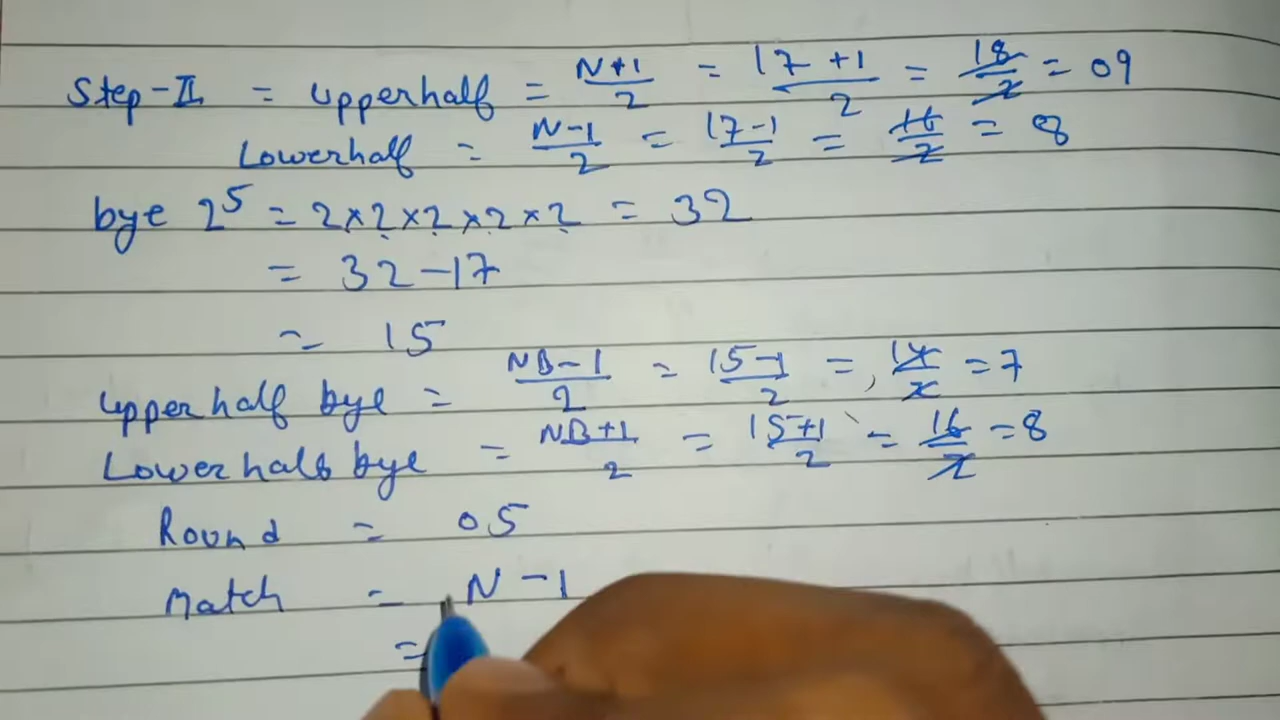 Step-II = upperhalf = N+1/2 = 17+1/2 = 18/2 = 09
Lowerhalf = N-1/2 = 17-1/2 = 16/2 = 8
bye 2⁵ = 2×2×2×2×2 = 32
= 32-17
= 15
upperhalf bye = NB-1/2 = 15-1/2 = 14/2 = 7
Lowerhalf bye = NB+1/2 = 15+1/2 = 16/2 = 8
Round = 05
Match = N-1
=